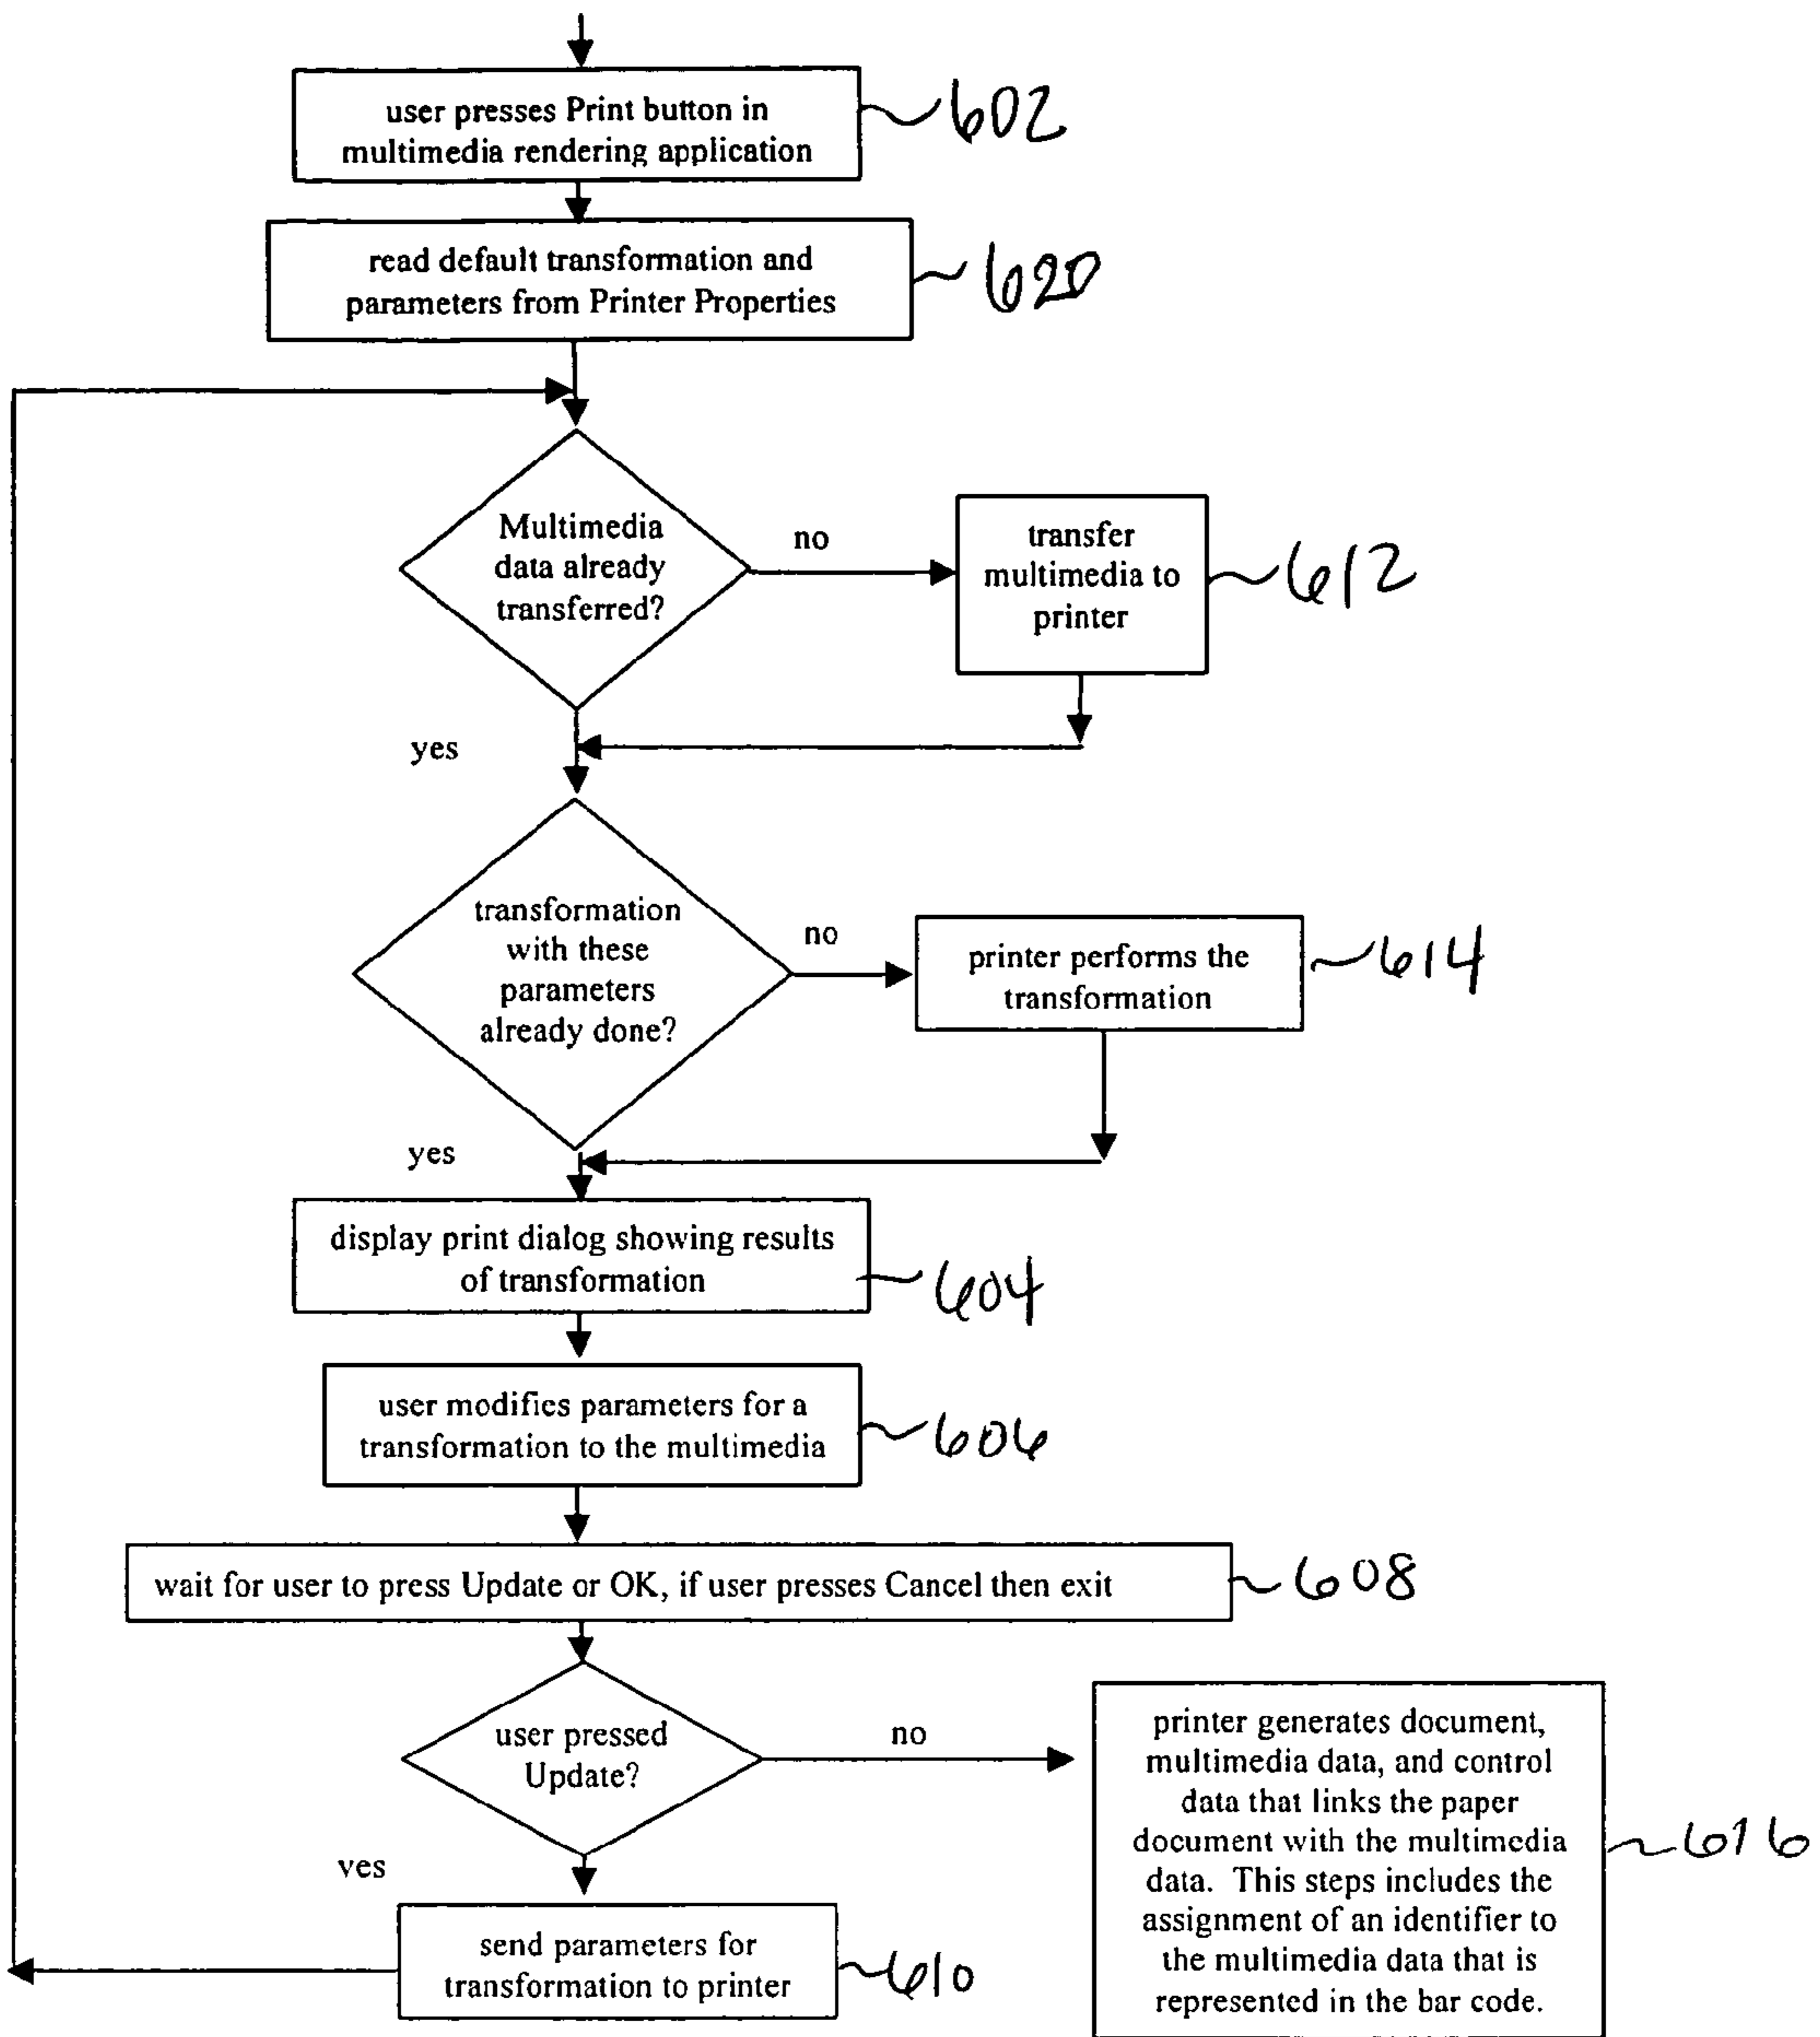 user presses Print button in
multimedia rendering application
602
read default transformation and
parameters from Printer Properties
620
Multimedia
data already
transferred?
no
transfer
multimedia to
printer
612
yes
transformation
with these
parameters
already done?
no
printer performs the
transformation
614
yes
display print dialog showing results
of transformation
604
user modifies parameters for a
transformation to the multimedia
606
wait for user to press Update or OK, if user presses Cancel then exit
608
user pressed
Update?
no
printer generates document,
multimedia data, and control
data that links the paper
document with the multimedia
data. This steps includes the
assignment of an identifier to
the multimedia data that is
represented in the bar code.
616
yes
send parameters for
transformation to printer
610